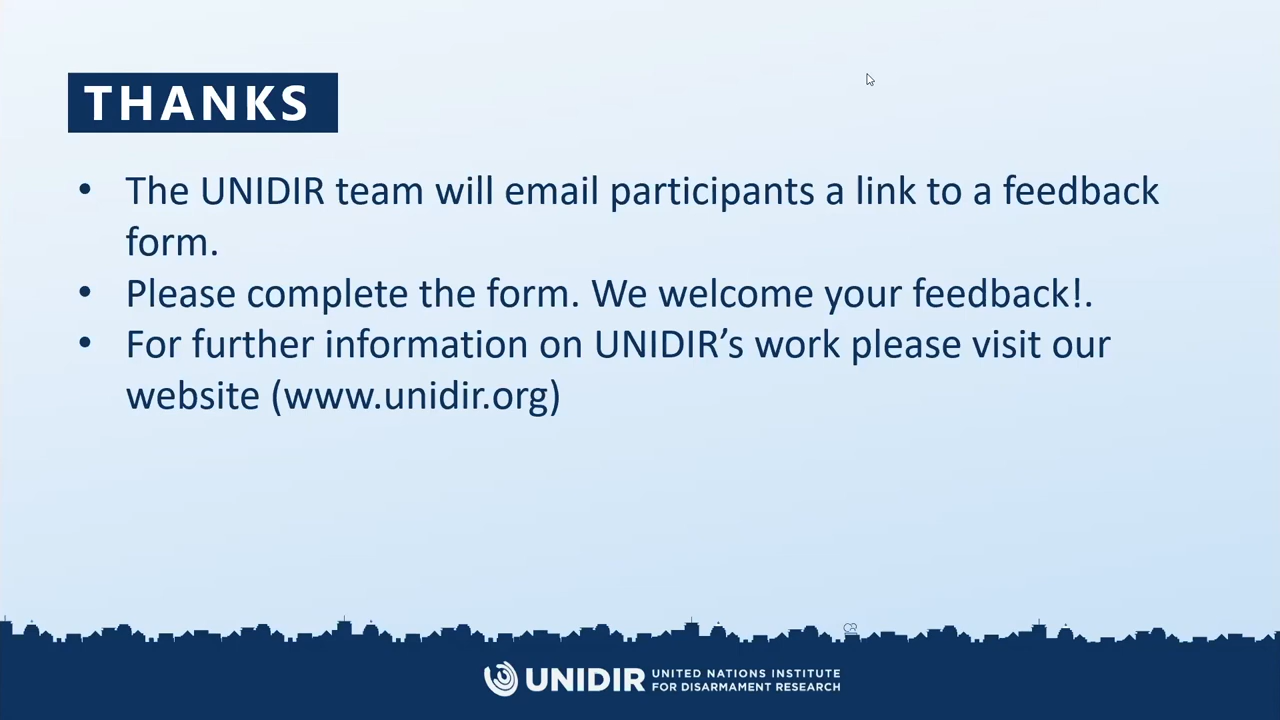 THANKS
• The UNIDIR team will email participants a link to a feedback
form.
• Please complete the form. We welcome your feedback!.
• For further information on UNIDIR’s work please visit our
website (www.unidir.org)
UNIDIR
UNITED NATIONS INSTITUTE
FOR DISARMAMENT RESEARCH